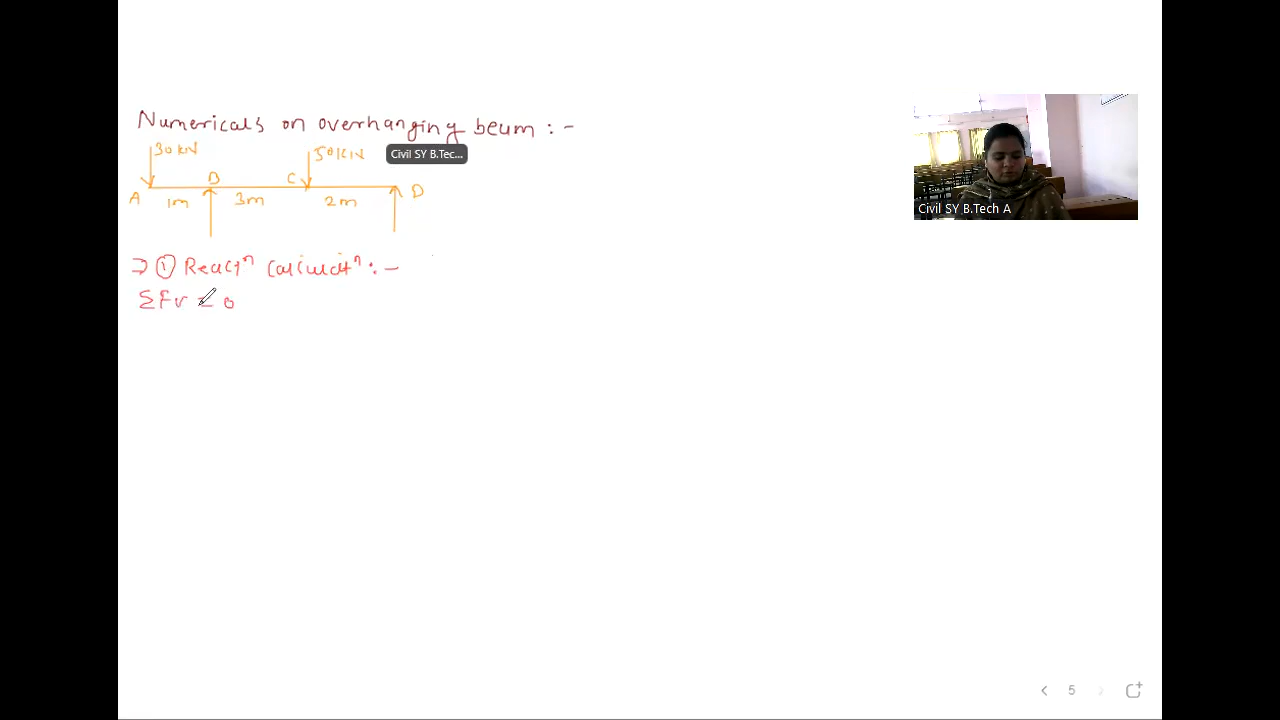 Numericals on overhanging beam : -
30 kN
50 KN
Civil SY B.Tec...
A 1m B 3m C 2m D
⇒ ① Reactⁿ Calculatⁿ : -
ΣFv = 0
Civil SY B.Tech A
5